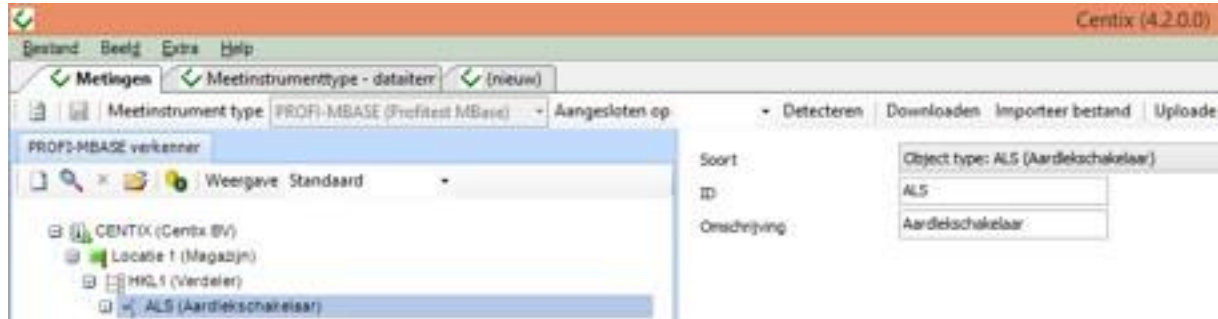 Centix (4.2.0.0)
Bestand Beeld Extra Help
Metingen Meetinstrumenttype - dataiterr (nieuw)
Meetinstrument type PROFI-MBASE (Profitest MBase) Aangesloten op Detecteren Downloaden Importeer bestand Uploade
PROFI-MBASE verkenner
Weergave Standaard
Soort Object type: ALS (Aardlekschakelaar)
ID ALS
Omschrijving Aardlekschakelaar
CENTIX (Centix BV)
Locatie 1 (Magazijn)
HKL1 (Verdeler)
ALS (Aardlekschakelaar)